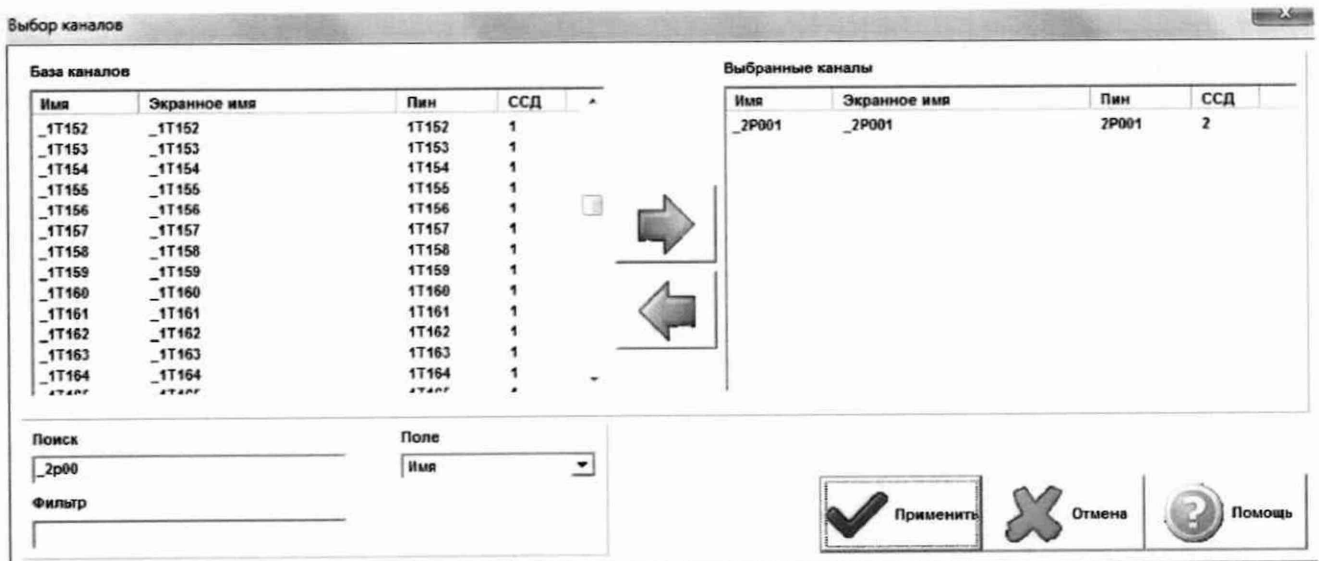 Выбор каналов
База каналов
Имя Экранное имя Пин ССД
_1T152 _1T152 1T152 1
_1T153 _1T153 1T153 1
_1T154 _1T154 1T154 1
_1T155 _1T155 1T155 1
_1T156 _1T156 1T156 1
_1T157 _1T157 1T157 1
_1T158 _1T158 1T158 1
_1T159 _1T159 1T159 1
_1T160 _1T160 1T160 1
_1T161 _1T161 1T161 1
_1T162 _1T162 1T162 1
_1T163 _1T163 1T163 1
_1T164 _1T164 1T164 1
Выбранные каналы
Имя Экранное имя Пин ССД
_2P001 _2P001 2P001 2
Поиск
_2p00
Поле
Имя
Фильтр
Применить
Отмена
Помощь